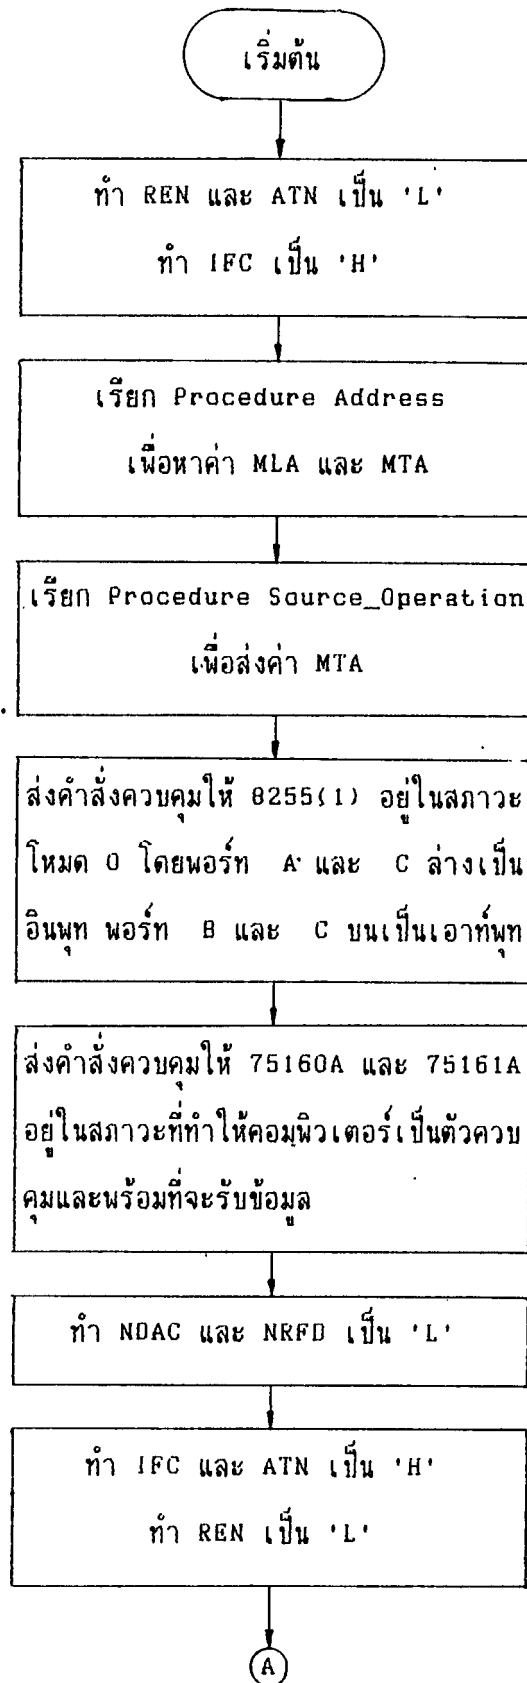 เริ่มต้น
ทำ REN และ ATN เป็น 'L'
ทำ IFC เป็น 'H'
เรียก Procedure Address
เพื่อหาค่า MLA และ MTA
เรียก Procedure Source_Operation
เพื่อส่งค่า MTA
ส่งคำสั่งควบคุมให้ 8255(1) อยู่ในสภาวะ
โหมด 0 โดยพอร์ท A และ C ล่างเป็น
อินพุท พอร์ท B และ C บนเป็นเอาท์พุท
ส่งคำสั่งควบคุมให้ 75160A และ 75161A
อยู่ในสภาวะที่ทำให้คอมพิวเตอร์เป็นตัวควบ
คุมและพร้อมที่จะรับข้อมูล
ทำ NDAC และ NRFD เป็น 'L'
ทำ IFC และ ATN เป็น 'H'
ทำ REN เป็น 'L'
A